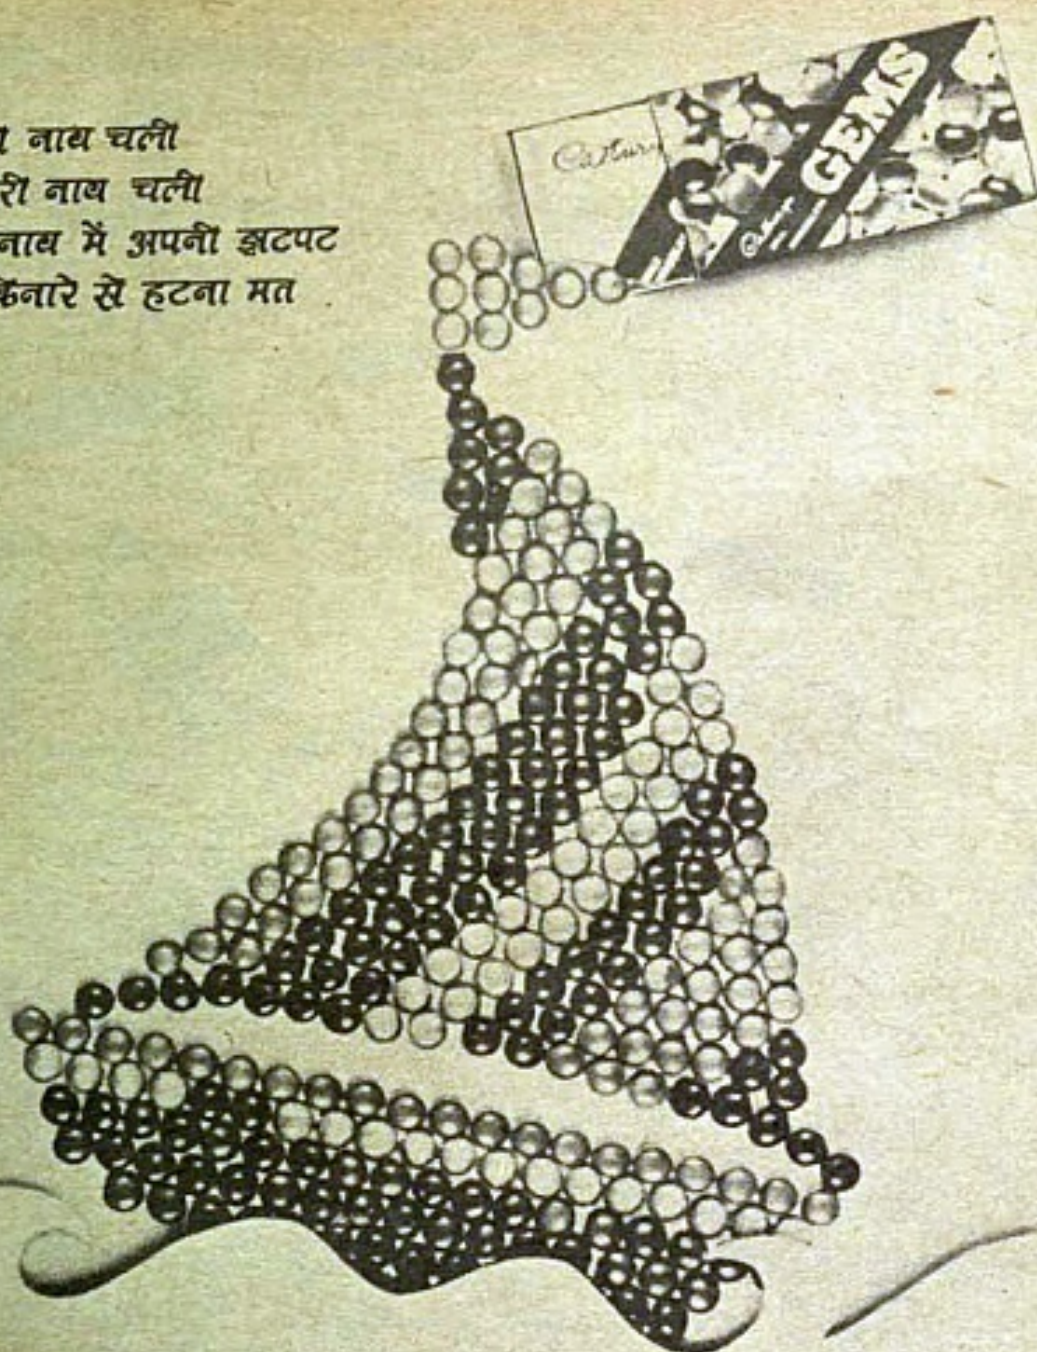 नाव चली
नाव चली
नाव में अपनी झटपट
किनारे से हटना मत
Cadbury
GEMS